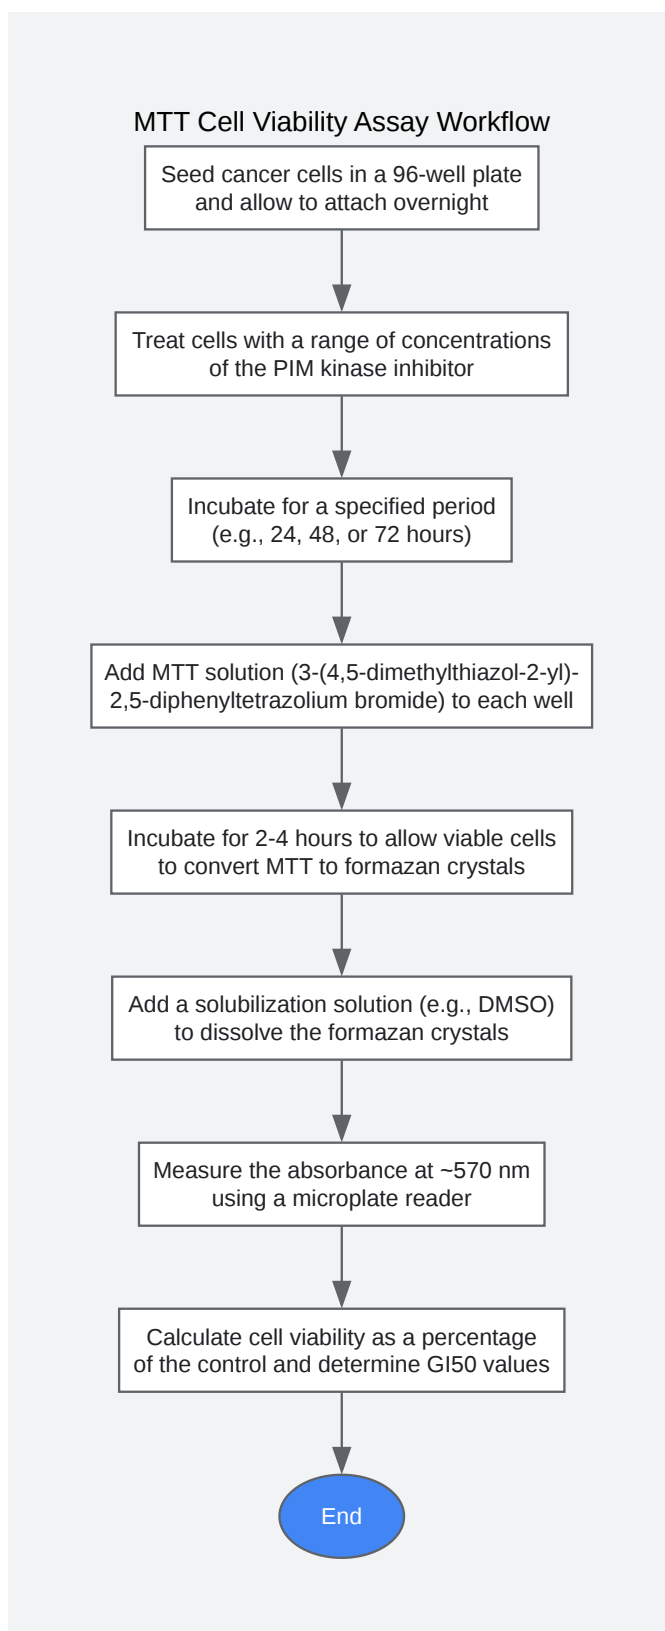 MTT Cell Viability Assay Workflow
Seed cancer cells in a 96-well plate
and allow to attach overnight
Treat cells with a range of concentrations
of the PIM kinase inhibitor
Incubate for a specified period
(e.g., 24, 48, or 72 hours)
Add MTT solution (3-(4,5-dimethylthiazol-2-yl)-
2,5-diphenyltetrazolium bromide) to each well
Incubate for 2-4 hours to allow viable cells
to convert MTT to formazan crystals
Add a solubilization solution (e.g., DMSO)
to dissolve the formazan crystals
Measure the absorbance at ~570 nm
using a microplate reader
Calculate cell viability as a percentage
of the control and determine GI50 values
End